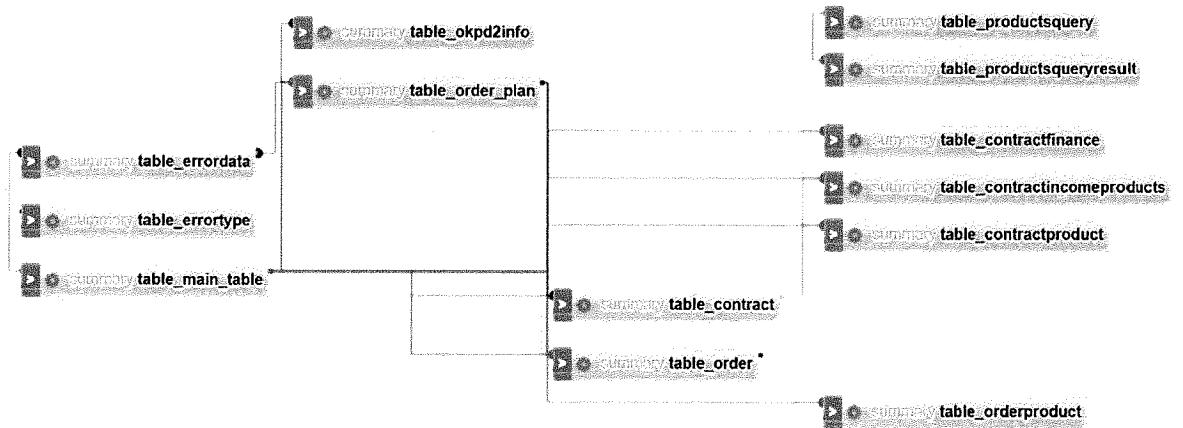 summary table_okpd2info
summary table_order_plan
summary table_errordata
summary table_errortype
summary table_main_table
summary table_productsquery
summary table_productsqueryresult
summary table_contractfinance
summary table_contractincomeproducts
summary table_contractproduct
summary table_contract
summary table_order
summary table_orderproduct